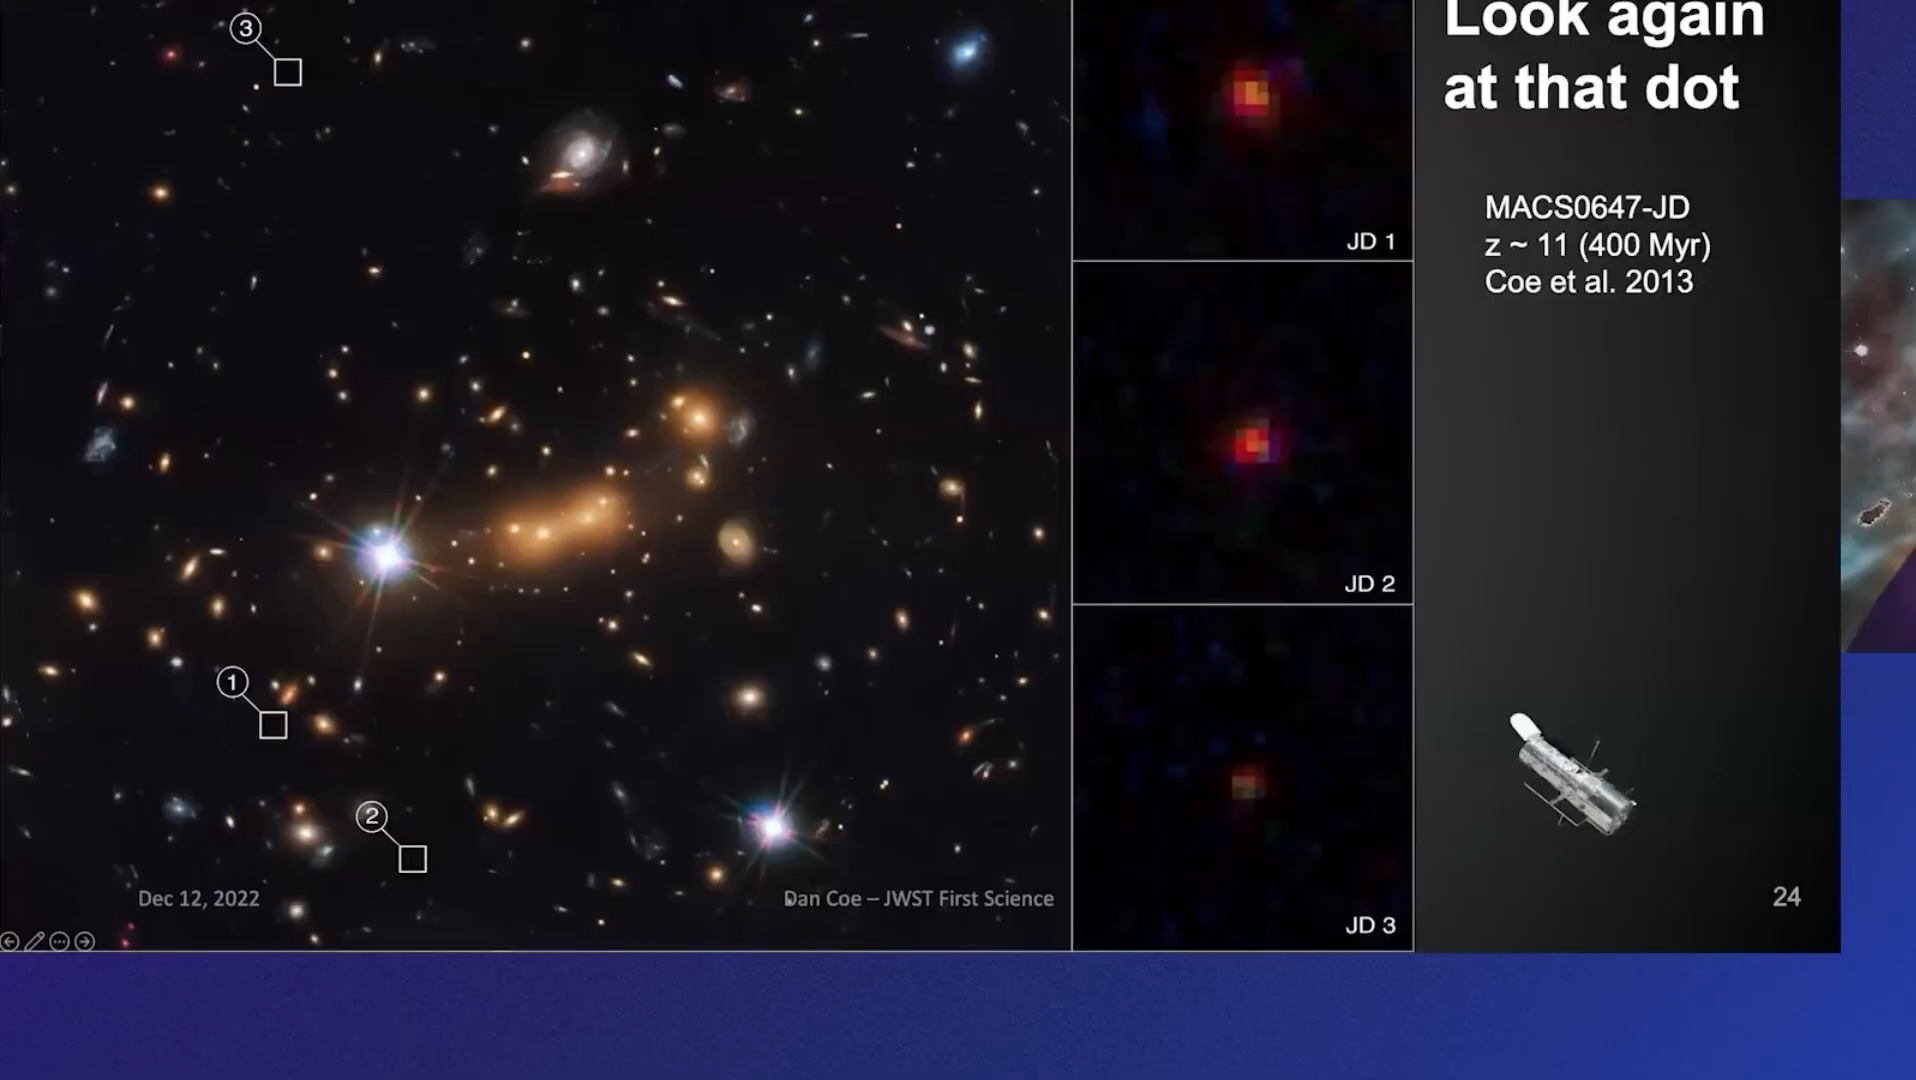 3
Look again
at that dot
MACS0647-JD
z ~ 11 (400 Myr)
Coe et al. 2013
JD 1
JD 2
1
2
JD 3
Dec 12, 2022
Dan Coe – JWST First Science
24